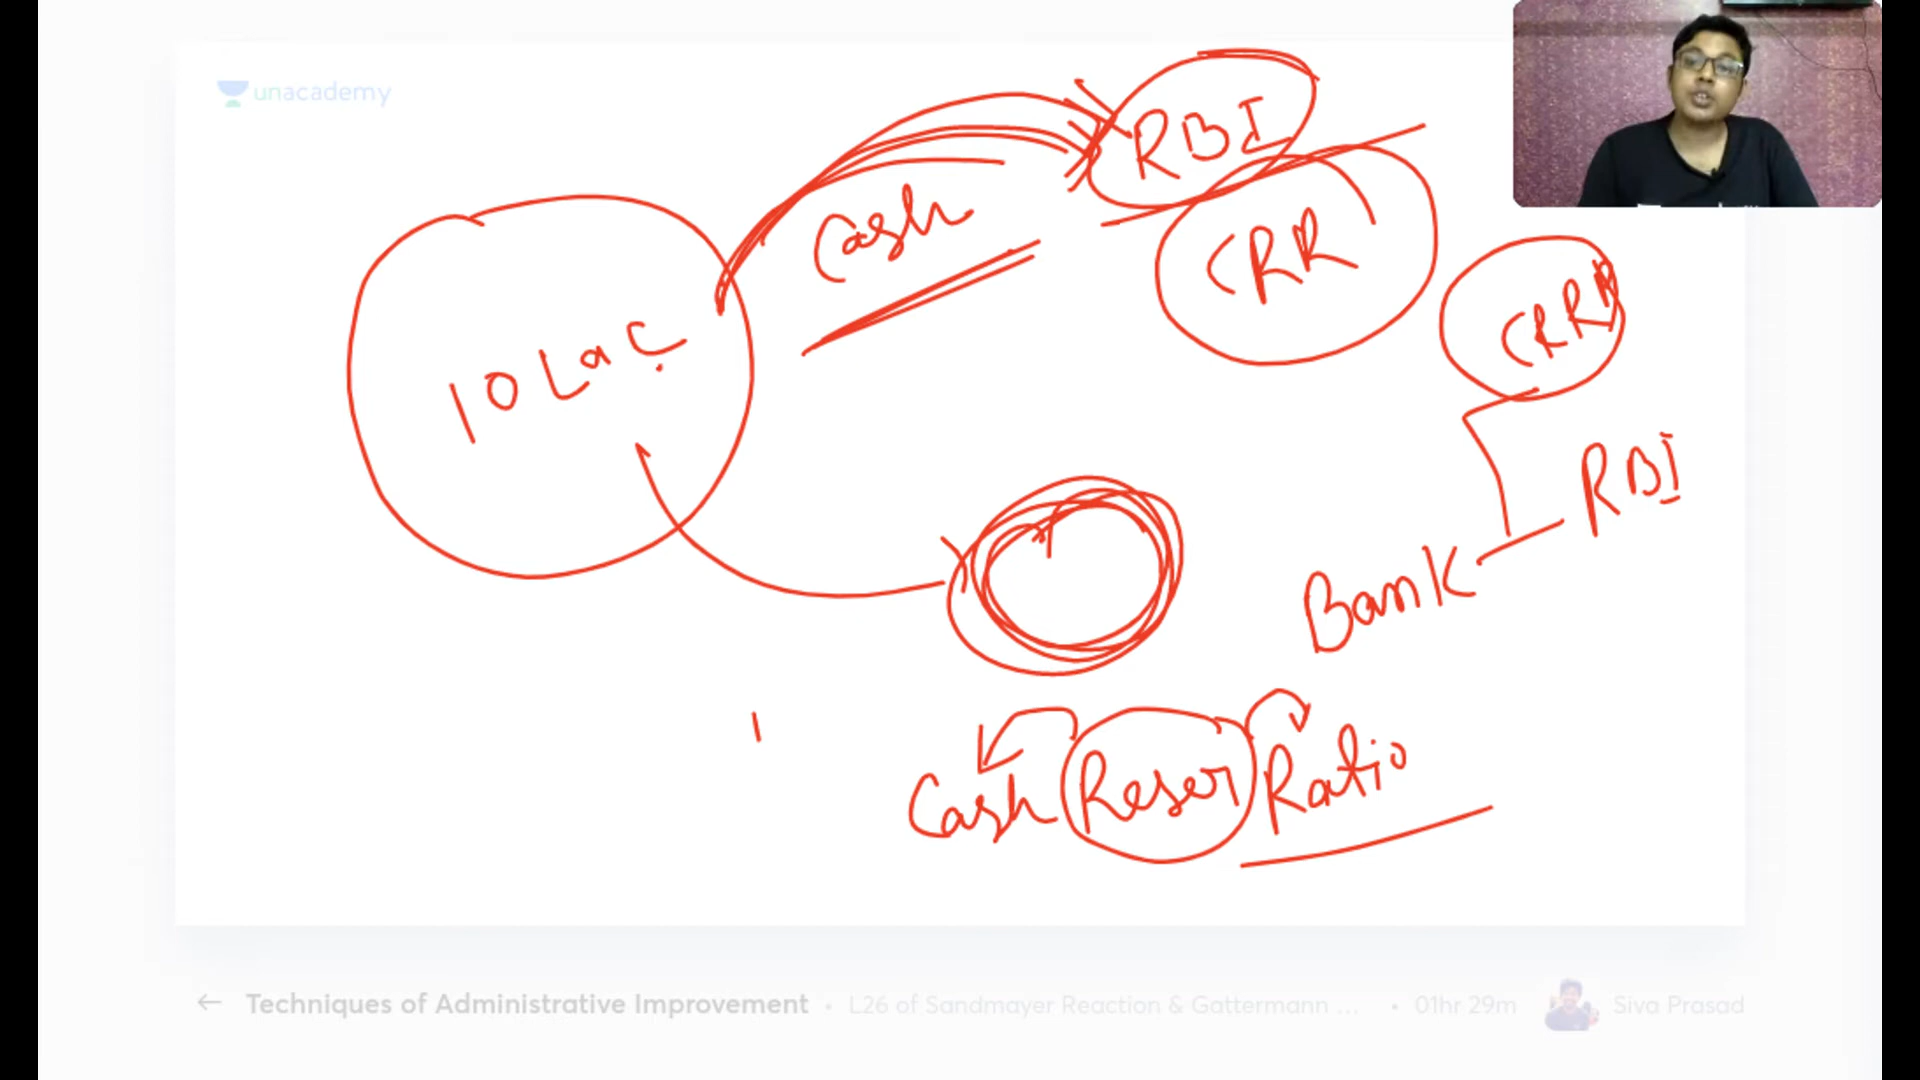 unacademy
RBI
Cash
CRR
CRR
10 Lac
RBI
Bank
Cash Reser Ratio
← Techniques of Administrative Improvement • L26 of Sandmayer Reaction & Gattermann ... • 01hr 29m Siva Prasad